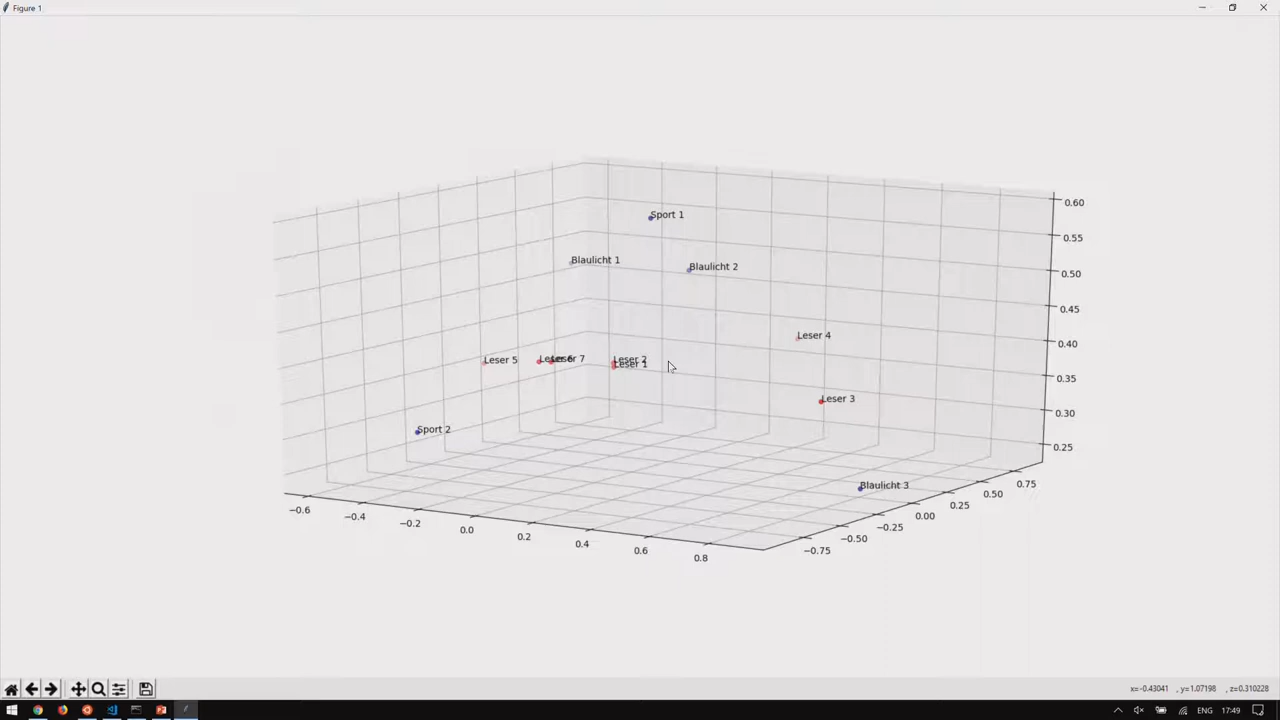 Figure 1
Sport 1
Blaulicht 1
Blaulicht 2
Leser 4
Leser 5
Leser 6
Leser 7
Leser 2
Leser 1
Leser 3
Sport 2
Blaulicht 3
0.60
0.55
0.50
0.45
0.40
0.35
0.30
0.25
−0.6
−0.4
−0.2
0.0
0.2
0.4
0.6
0.8
−0.75
−0.50
−0.25
0.00
0.25
0.50
0.75
x=-0.43041 , y=1.07198 , z=0.310228
ENG 17:49